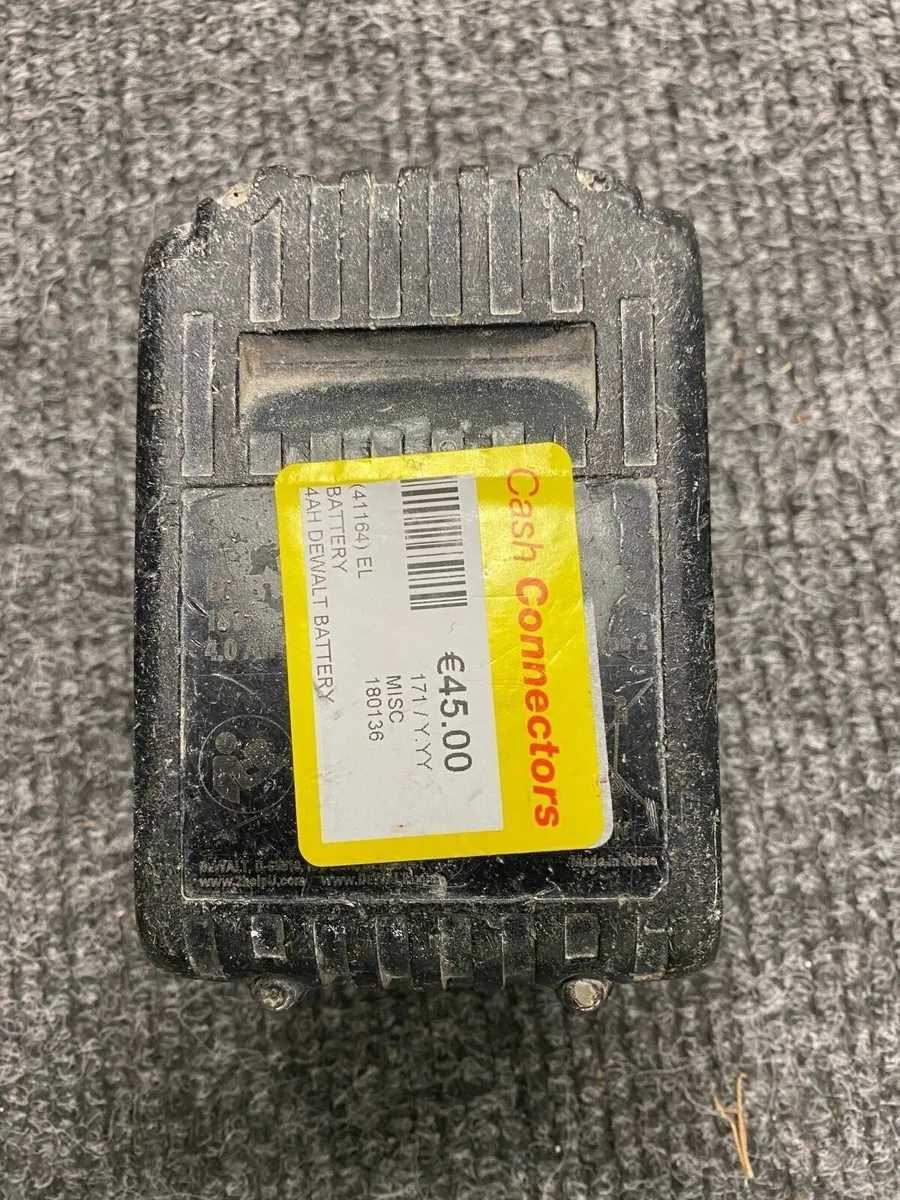 Cash Connectors
€45.00
171 / Y.YY
MISC
180136
(41164) EL
BATTERY
4AH DEWALT BATTERY
4.0 Ah
Made in Korea